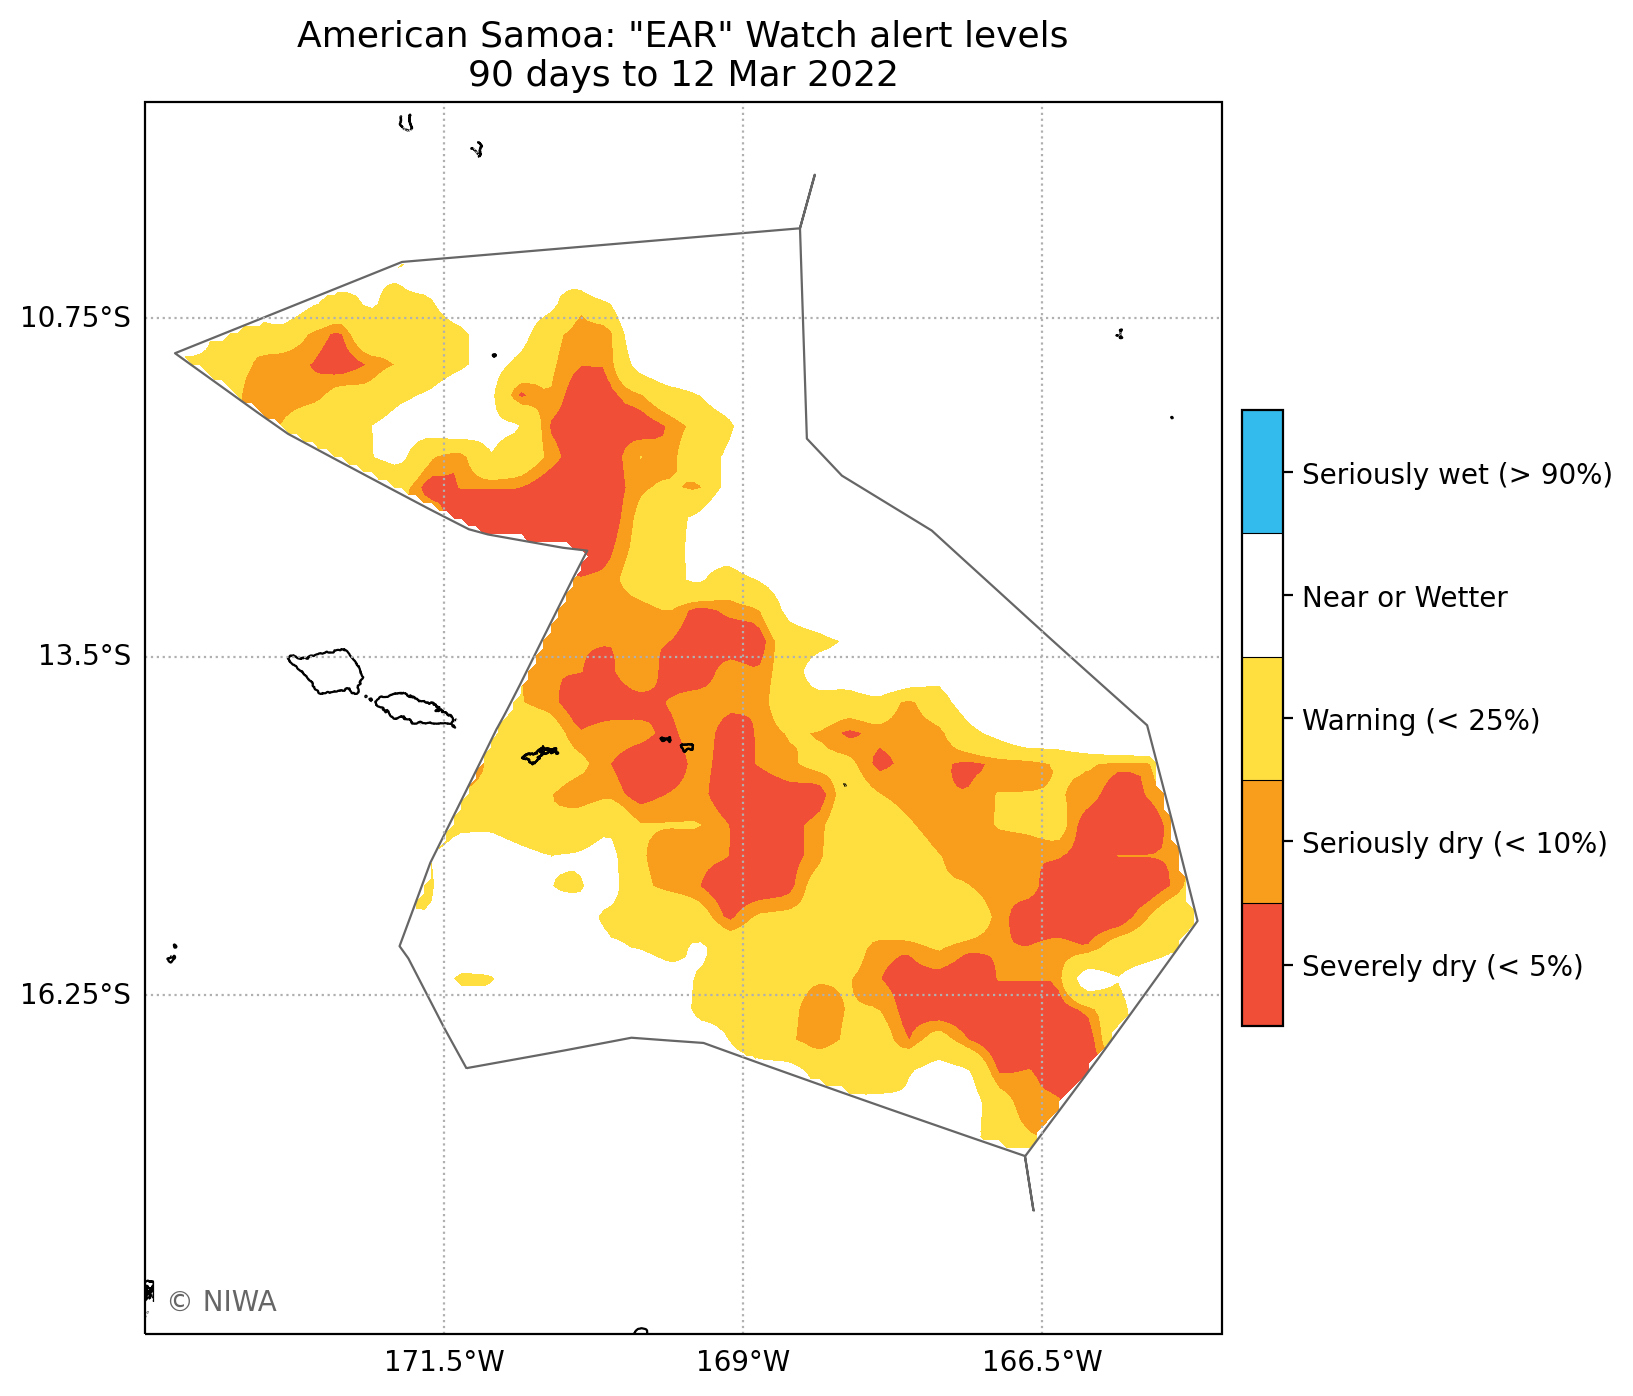 American Samoa: "EAR" Watch alert levels
90 days to 12 Mar 2022
10.75°S
13.5°S
16.25°S
171.5°W
169°W
166.5°W
© NIWA
Seriously wet (> 90%)
Near or Wetter
Warning (< 25%)
Seriously dry (< 10%)
Severely dry (< 5%)